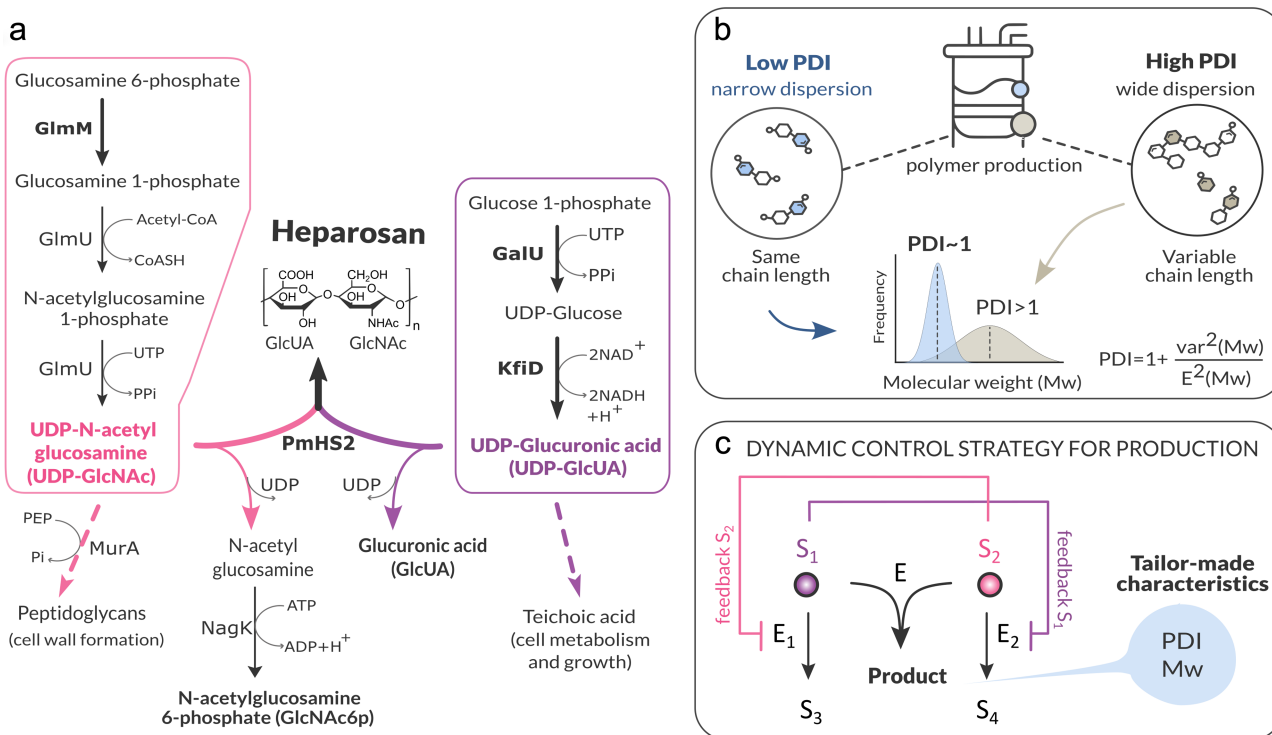 a
Glucosamine 6-phosphate
GlmM
Glucosamine 1-phosphate
GlmU
Acetyl-CoA
CoASH
N-acetylglucosamine
1-phosphate
GlmU
UTP
PPi
UDP-N-acetyl
glucosamine
(UDP-GlcNAc)
PEP
Pi
MurA
Peptidoglycans
(cell wall formation)
Heparosan
COOH
OH
O
O
OH
CH2OH
O
OH
O
NHAc
n
GlcUA
GlcNAc
PmHS2
UDP
UDP
N-acetyl
glucosamine
Glucuronic acid
(GlcUA)
NagK
ATP
ADP+H+
N-acetylglucosamine
6-phosphate (GlcNAc6p)
Glucose 1-phosphate
GalU
UTP
PPi
UDP-Glucose
KfiD
2NAD+
2NADH
+H+
UDP-Glucuronic acid
(UDP-GlcUA)
Teichoic acid
(cell metabolism
and growth)
b
Low PDI
narrow dispersion
polymer production
High PDI
wide dispersion
Same
chain length
Variable
chain length
PDI~1
PDI>1
Frequency
Molecular weight (Mw)
PDI=1+ var²(Mw)
E²(Mw)
c
DYNAMIC CONTROL STRATEGY FOR PRODUCTION
feedback S2
S1
S2
feedback S1
E
E1
E2
Product
S3
S4
Tailor-made
characteristics
PDI
Mw